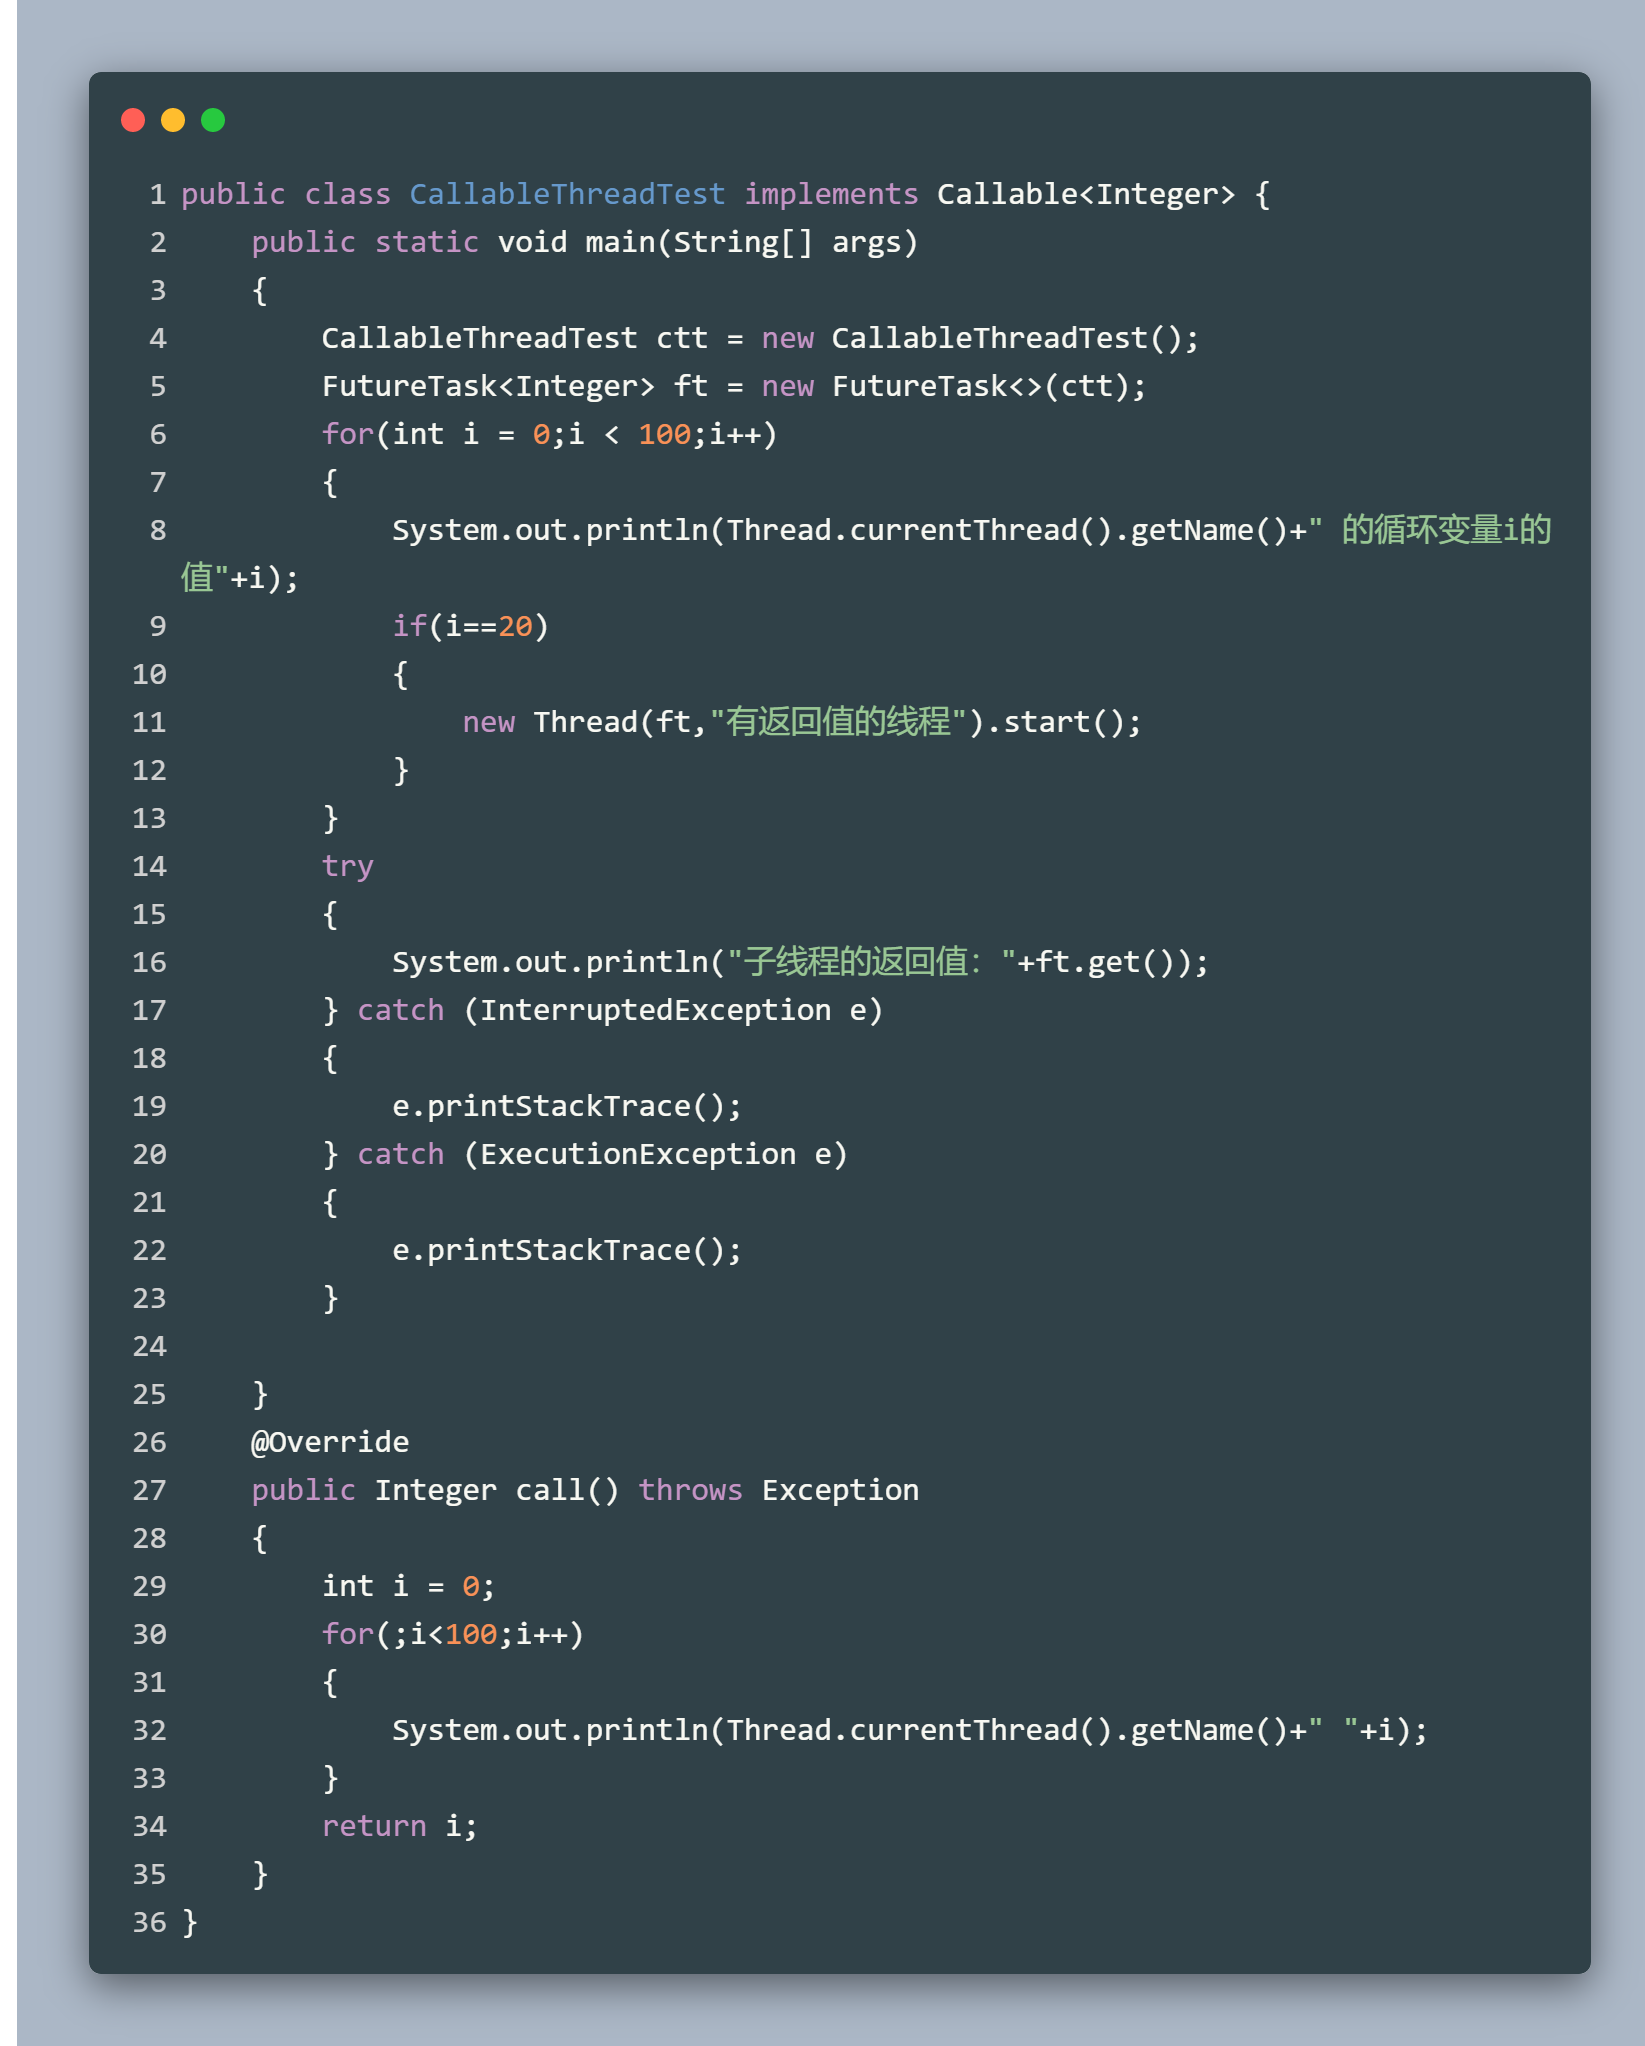 1 public class CallableThreadTest implements Callable<Integer> {
2     public static void main(String[] args)
3     {
4         CallableThreadTest ctt = new CallableThreadTest();
5         FutureTask<Integer> ft = new FutureTask<>(ctt);
6         for(int i = 0;i < 100;i++)
7         {
8             System.out.println(Thread.currentThread().getName()+" 的循环变量i的
值"+i);
9             if(i==20)
10             {
11                 new Thread(ft,"有返回值的线程").start();
12             }
13         }
14         try
15         {
16             System.out.println("子线程的返回值："+ft.get());
17         } catch (InterruptedException e)
18         {
19             e.printStackTrace();
20         } catch (ExecutionException e)
21         {
22             e.printStackTrace();
23         }
24
25     }
26     @Override
27     public Integer call() throws Exception
28     {
29         int i = 0;
30         for(;i<100;i++)
31         {
32             System.out.println(Thread.currentThread().getName()+" "+i);
33         }
34         return i;
35     }
36 }